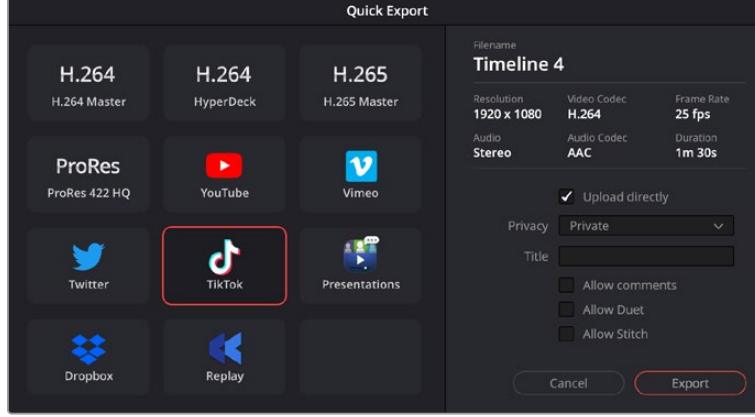 Quick Export
H.264
H.264 Master
H.264
HyperDeck
H.265
H.265 Master
ProRes
ProRes 422 HQ
YouTube
Vimeo
Twitter
TikTok
Presentations
Dropbox
Replay
Filename
Timeline 4
Resolution Video Codec Frame Rate
1920 x 1080 H.264 25 fps
Audio Audio Codec Duration
Stereo AAC 1m 30s
Upload directly
Privacy Private
Title
Allow comments
Allow Duet
Allow Stitch
Cancel Export